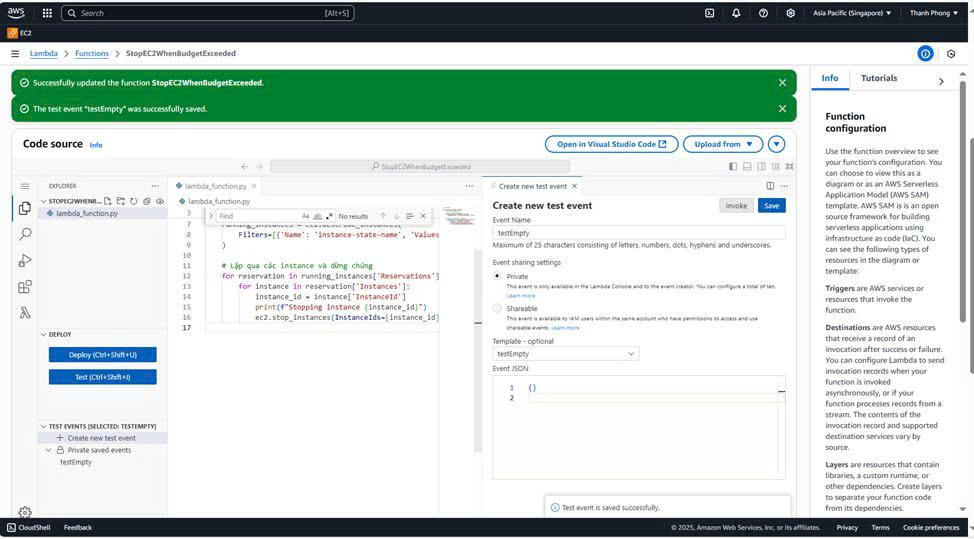 aws
Search
[Alt+S]
Asia Pacific (Singapore)
Thanh Phong
EC2
Lambda
Functions
StopEC2WhenBudgetExceeded
Successfully updated the function StopEC2WhenBudgetExceeded.
The test event "testEmpty" was successfully saved.
Code source
Info
Open in Visual Studio Code
Upload from
StopEC2WhenBudgetExceeded
EXPLORER
STOPEC2WHENB...
lambda_function.py
DEPLOY
Deploy (Ctrl+Shift+U)
Test (Ctrl+Shift+I)
TEST EVENTS [SELECTED: TESTEMPTY]
Create new test event
Private saved events
testEmpty
lambda_function.py
lambda_function.py
Find
Aa
ab
No results
3
7
8 Filters=[{'Name': 'instance-state-name', 'Values
9 )
10
11 # Lặp qua các instance và dừng chúng
12 for reservation in running_instances['Reservations']
13 for instance in reservation['Instances']:
14 instance_id = instance['InstanceId']
15 print(f"Stopping instance {instance_id}")
16 ec2.stop_instances(InstanceIds=[instance_id]
17
Create new test event
Create new test event
Invoke
Save
Event Name
testEmpty
Maximum of 25 characters consisting of letters, numbers, dots, hyphens and underscores.
Event sharing settings
Private
This event is only available in the Lambda Console and to the event creator. You can configure a total of ten.
Learn more
Shareable
This event is available to IAM users within the same account who have permissions to access and use
shareable events. Learn more
Template - optional
testEmpty
Event JSON
1 {}
2
Test event is saved successfully.
Info
Tutorials
Function
configuration
Use the function overview to see
your function's configuration. You
can choose to view this as a
diagram or as an AWS Serverless
Application Model (AWS SAM)
template. AWS SAM is is an open
source framework for building
serverless applications using
infrastructure as code (IaC). You
can see the following types of
resources in the diagram or
template:
Triggers are AWS services or
resources that invoke the
function.
Destinations are AWS resources
that receive a record of an
invocation after success or failure.
You can configure Lambda to send
invocation records when your
function is invoked
asynchronously, or if your
function processes records from a
stream. The contents of the
invocation record and supported
destination services vary by
source.
Layers are resources that contain
libraries, a custom runtime, or
other dependencies. Create layers
to separate your function code
from its dependencies.
CloudShell
Feedback
© 2025, Amazon Web Services, Inc. or its affiliates.
Privacy
Terms
Cookie preferences